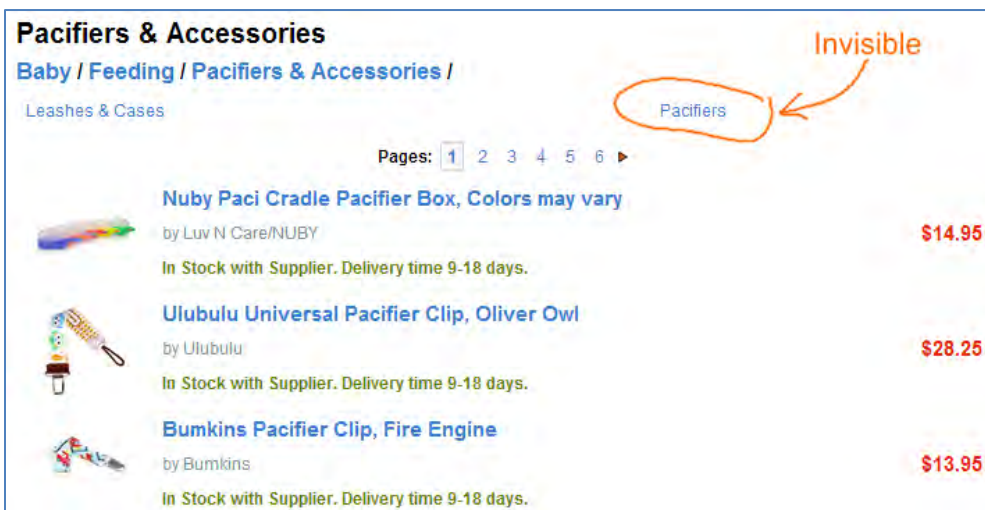 Pacifiers & Accessories
Invisible
Baby / Feeding / Pacifiers & Accessories /
Leashes & Cases
Pacifiers
Pages: 1 2 3 4 5 6
Nuby Paci Cradle Pacifier Box, Colors may vary
by Luv N Care/NUBY
$14.95
In Stock with Supplier. Delivery time 9-18 days.
Ulubulu Universal Pacifier Clip, Oliver Owl
by Ulubulu
$28.25
In Stock with Supplier. Delivery time 9-18 days.
Bumkins Pacifier Clip, Fire Engine
by Bumkins
$13.95
In Stock with Supplier. Delivery time 9-18 days.